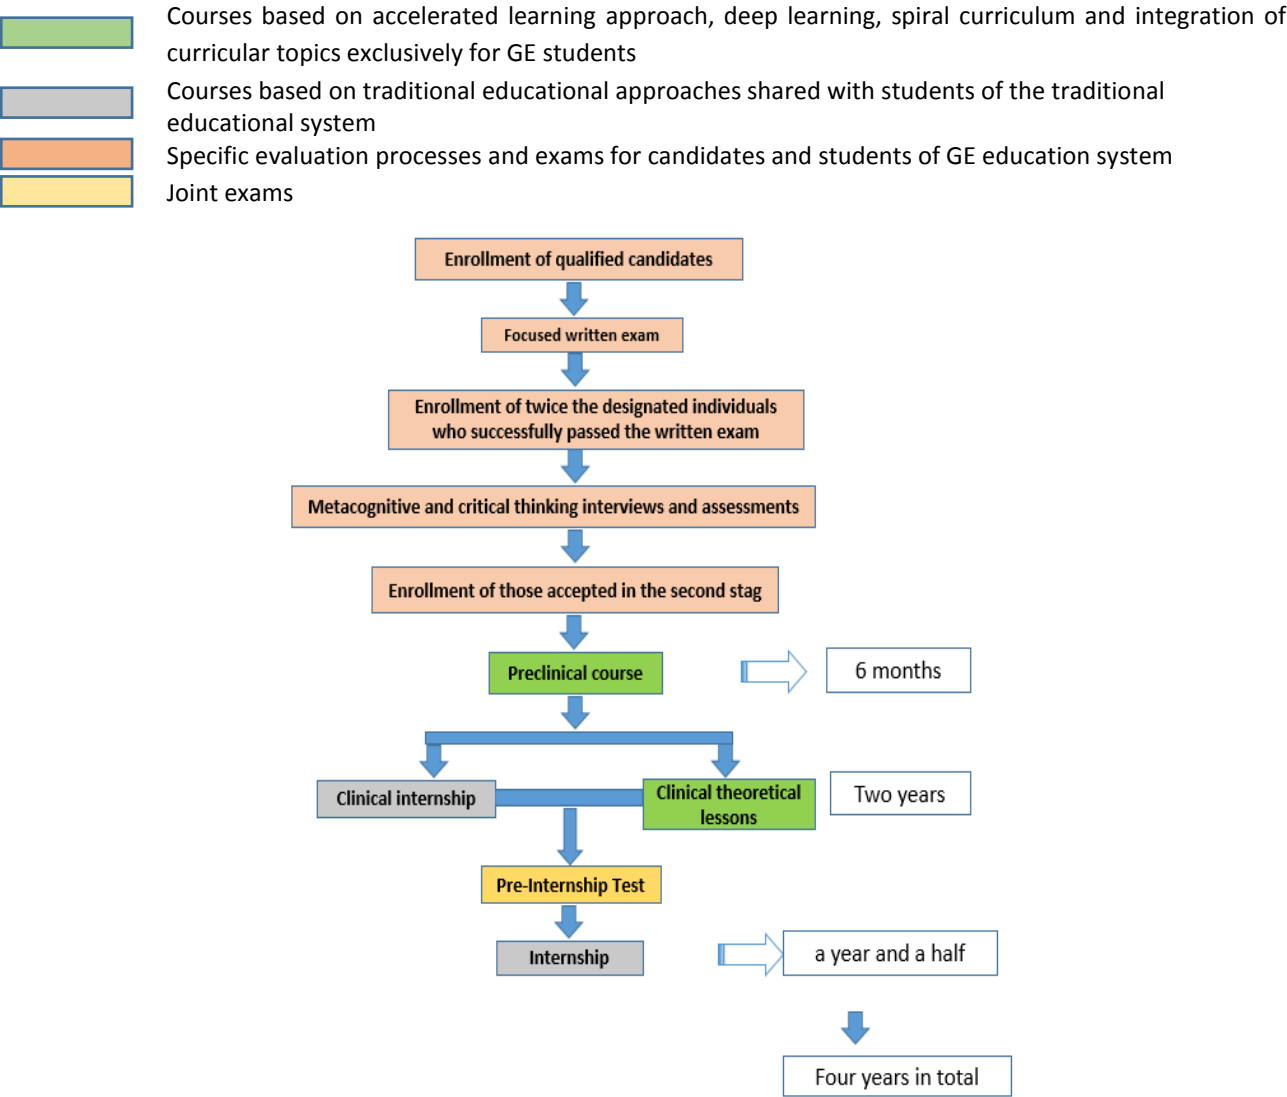 Courses based on accelerated learning approach, deep learning, spiral curriculum and integration of
curricular topics exclusively for GE students
Courses based on traditional educational approaches shared with students of the traditional
educational system
Specific evaluation processes and exams for candidates and students of GE education system
Joint exams
Enrollment of qualified candidates
Focused written exam
Enrollment of twice the designated individuals
who successfully passed the written exam
Metacognitive and critical thinking interviews and assessments
Enrollment of those accepted in the second stag
Preclinical course
6 months
Clinical internship
Clinical theoretical
lessons
Two years
Pre-Internship Test
Internship
a year and a half
Four years in total